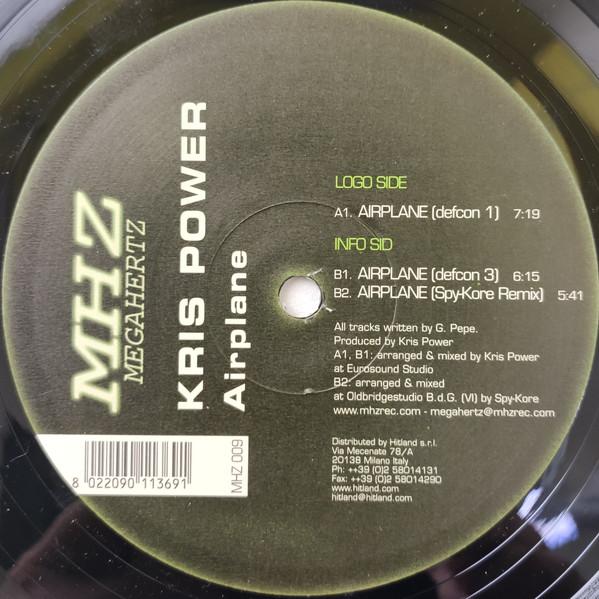 MHZ
MEGAHERTZ
KRIS POWER
Airplane
LOGO SIDE
A1. AIRPLANE (defcon 1) 7:19
INFO SID
B1. AIRPLANE (defcon 3) 6:15
B2. AIRPLANE (Spy-Kore Remix) 5:41
All tracks written by G. Pepe.
Produced by Kris Power
A1, B1: arranged & mixed by Kris Power
at Eurosound Studio
B2: arranged & mixed
at Oldbridgestudio B.d.G. (VI) by Spy-Kore
www.mhzrec.com - megahertz@mhzrec.com
Distributed by Hitland s.r.l.
Via Mecenate 78/A
20138 Milano Italy
Ph: ++39 (0)2 58014131
Fax: ++39 (0)2 58014290
www.hitland.com
hitland@hitland.com
8 022090 113691
MHZ 009